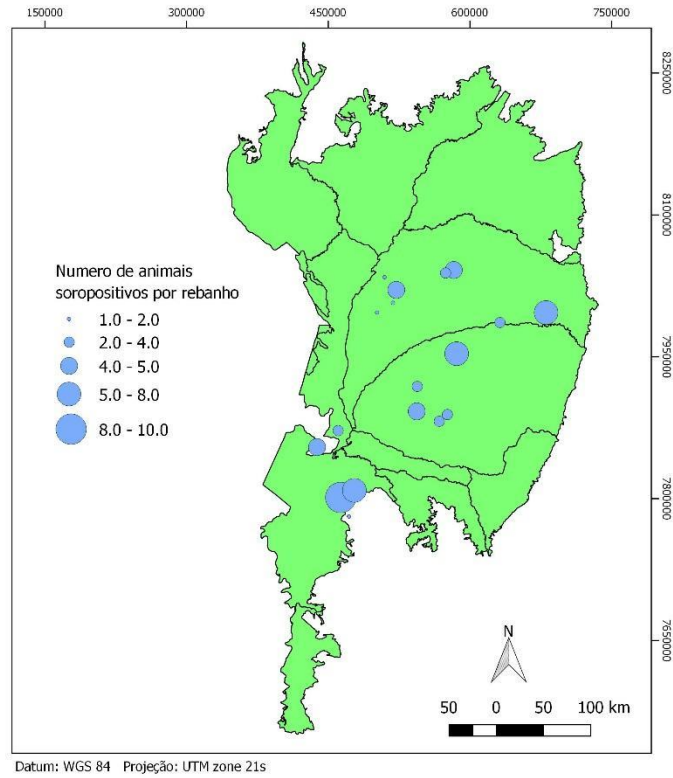 150000 300000 450000 600000 750000
8250000
8100000
7950000
7800000
7650000
Numero de animais
soropositivos por rebanho
1.0 - 2.0
2.0 - 4.0
4.0 - 5.0
5.0 - 8.0
8.0 - 10.0
N
50 0 50 100 km
Datum: WGS 84 Projeção: UTM zone 21s